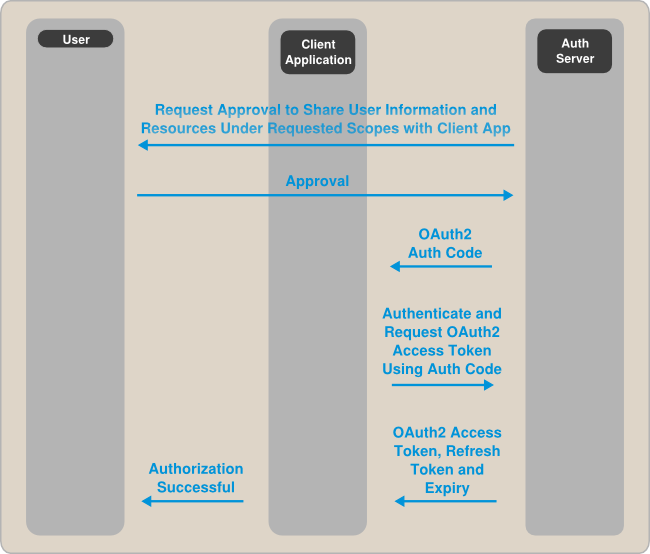 User
Client
Application
Auth
Server
Request Approval to Share User Information and
Resources Under Requested Scopes with Client App
Approval
OAuth2
Auth Code
Authenticate and
Request OAuth2
Access Token
Using Auth Code
OAuth2 Access
Token, Refresh
Token and
Expiry
Authorization
Successful